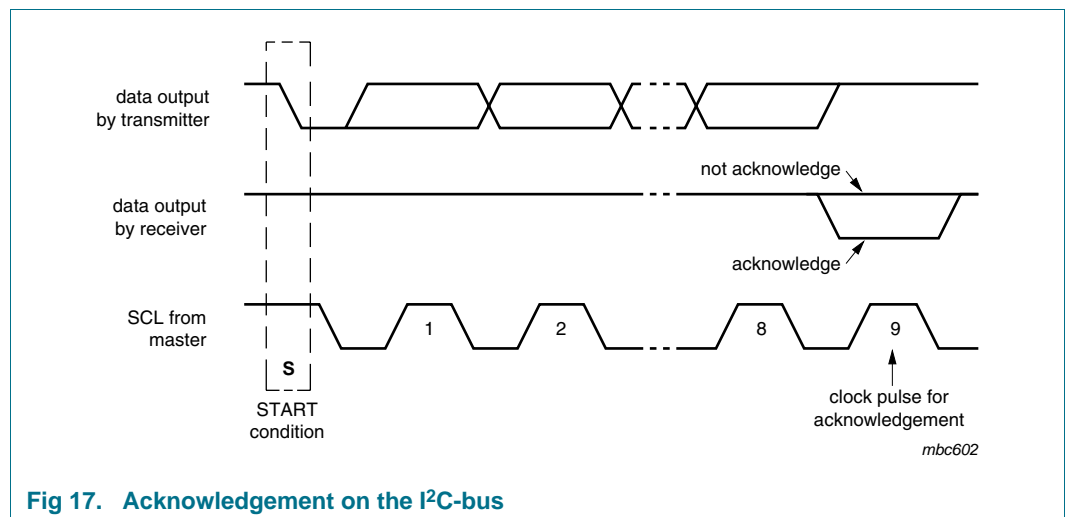 data output
by transmitter
not acknowledge
data output
by receiver
acknowledge
SCL from
master
1
2
8
9
S
START
condition
clock pulse for
acknowledgement
mbc602
Fig 17. Acknowledgement on the I²C-bus